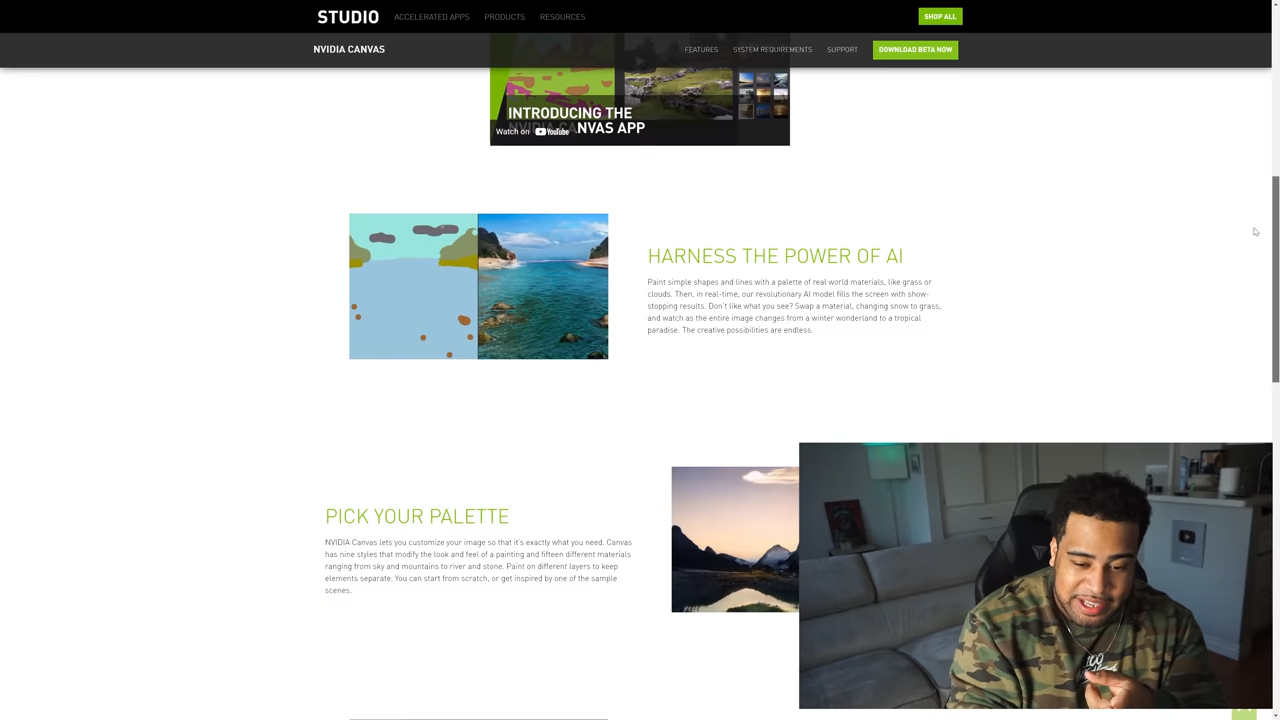 STUDIO ACCELERATED APPS PRODUCTS RESOURCES SHOP ALL
NVIDIA CANVAS FEATURES SYSTEM REQUIREMENTS SUPPORT DOWNLOAD BETA NOW
INTRODUCING THE
NVIDIA CANVAS APP
Watch on YouTube
HARNESS THE POWER OF AI
Paint simple shapes and lines with a palette of real world materials, like grass or
clouds. Then, in real-time, our revolutionary AI model fills the screen with show-
stopping results. Don't like what you see? Swap a material, changing snow to grass,
and watch as the entire image changes from a winter wonderland to a tropical
paradise. The creative possibilities are endless.
PICK YOUR PALETTE
NVIDIA Canvas lets you customize your image so that it's exactly what you need. Canvas
has nine styles that modify the look and feel of a painting and fifteen different materials
ranging from sky and mountains to river and stone. Paint on different layers to keep
elements separate. You can start from scratch, or get inspired by one of the sample
scenes.
100